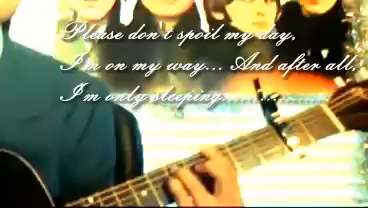 Please don't spoil my day,
I'm on my way... And after all,
I'm only sleeping..............